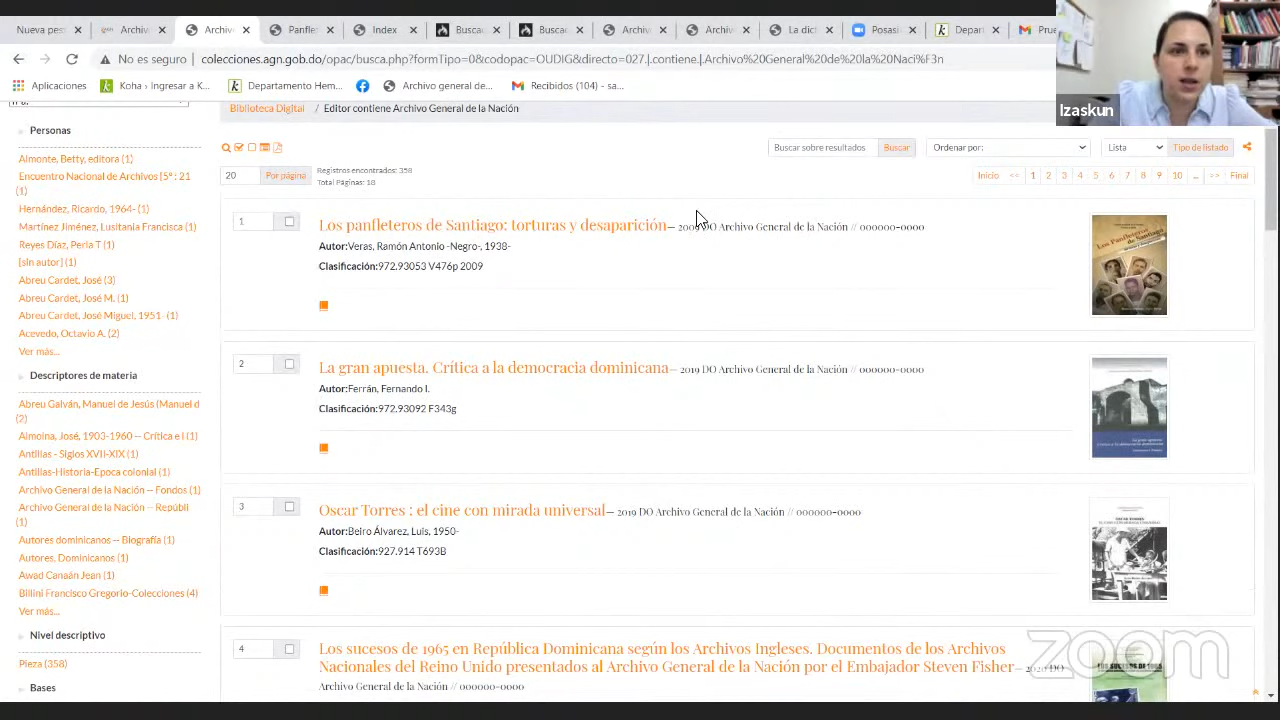 Nueva pes
Archiv
Archiv
Panfle
Index
Buscar
Buscar
Archiv
Archiv
La dict
Posasic
Depart
Prue
No es seguro
colecciones.agn.gob.do/opac/busca.php?formTipo=0&codopac=OUDIG&directo=027,|.contiene.|.Archivo%20General%20de%20la%20Naci%F3n
Aplicaciones
Koha › Ingresar a K...
Departamento Hem...
Archivo general de...
Recibidos (104) - sa...
Izaskun
Biblioteca Digital / Editor contiene Archivo General de la Nación
Personas
Almonte, Betty, editora (1)
Encuentro Nacional de Archivos [5º : 21
(1)
Hernández, Ricardo, 1964- (1)
Martínez Jiménez, Lusitania Francisca (1)
Reyes Díaz, Perla T (1)
[sin autor] (1)
Abreu Cardet, José (3)
Abreu Cardet, José M. (1)
Abreu Cardet, José Miguel, 1951- (1)
Acevedo, Octavio A. (2)
Ver más...
Descriptores de materia
Abreu Galván, Manuel de Jesús (Manuel d
(2)
Almoina, José, 1903-1960 -- Crítica e i (1)
Antillas - Siglos XVII-XIX (1)
Antillas-Historia-Epoca colonial (1)
Archivo General de la Nación -- Fondos (1)
Archivo General de la Nación -- Repúbli
(1)
Autores dominicanos -- Biografía (1)
Autores, Dominicanos (1)
Awad Canaán Jean (1)
Billini Francisco Gregorio-Colecciones (4)
Ver más...
Nivel descriptivo
Pieza (358)
Bases
Buscar sobre resultados
Buscar
Ordenar por:
Lista
Tipo de listado
20
Por página
Registros encontrados: 358
Total Páginas: 18
Inicio << 1 2 3 4 5 6 7 8 9 10 ... >> Final
1
Los panfleteros de Santiago: torturas y desaparición— 2009 DO Archivo General de la Nación // 000000-0000
Autor:Veras, Ramón Antonio -Negro-, 1938-
Clasificación:972.93053 V476p 2009
Los Panfleteros
de Santiago
2
La gran apuesta. Crítica a la democracia dominicana— 2019 DO Archivo General de la Nación // 000000-0000
Autor:Ferrán, Fernando I.
Clasificación:972.93092 F343g
3
Oscar Torres : el cine con mirada universal— 2019 DO Archivo General de la Nación // 000000-0000
Autor:Beiro Álvarez, Luis, 1950-
Clasificación:927.914 T693B
4
Los sucesos de 1965 en República Dominicana según los Archivos Ingleses. Documentos de los Archivos
Nacionales del Reino Unido presentados al Archivo General de la Nación por el Embajador Steven Fisher— 2020 DO
Archivo General de la Nación // 000000-0000
LOS SUCESOS DE 1965
zoom